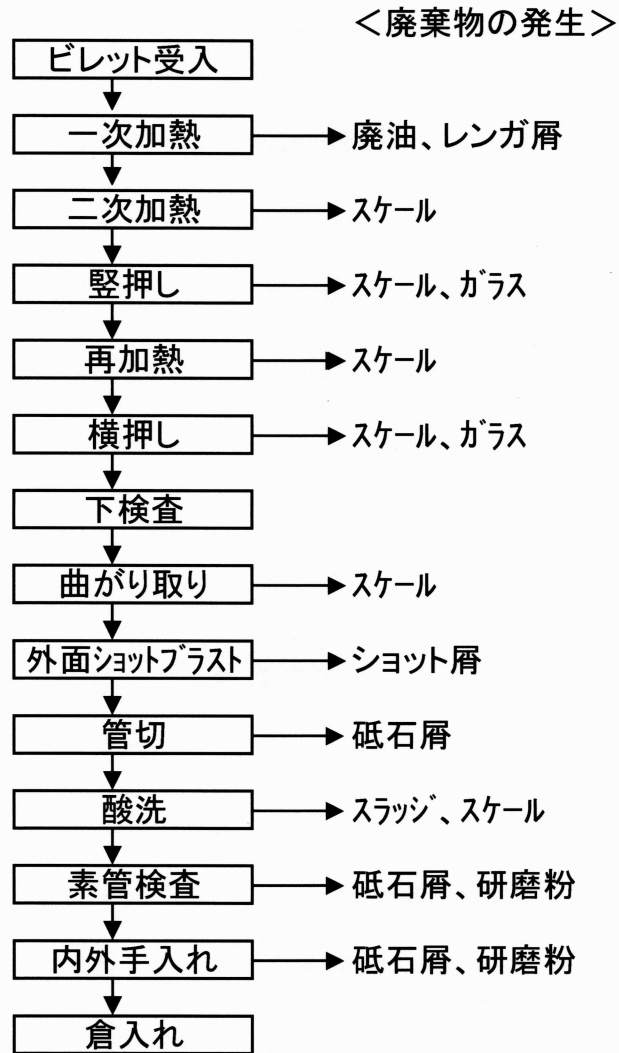 ＜廃棄物の発生＞
ビレット受入
一次加熱 廃油、レンガ屑
二次加熱 スケール
竪押し スケール、ガラス
再加熱 スケール
横押し スケール、ガラス
下検査
曲がり取り スケール
外面ショットブラスト ショット屑
管切 砥石屑
酸洗 スラッジ、スケール
素管検査 砥石屑、研磨粉
内外手入れ 砥石屑、研磨粉
倉入れ